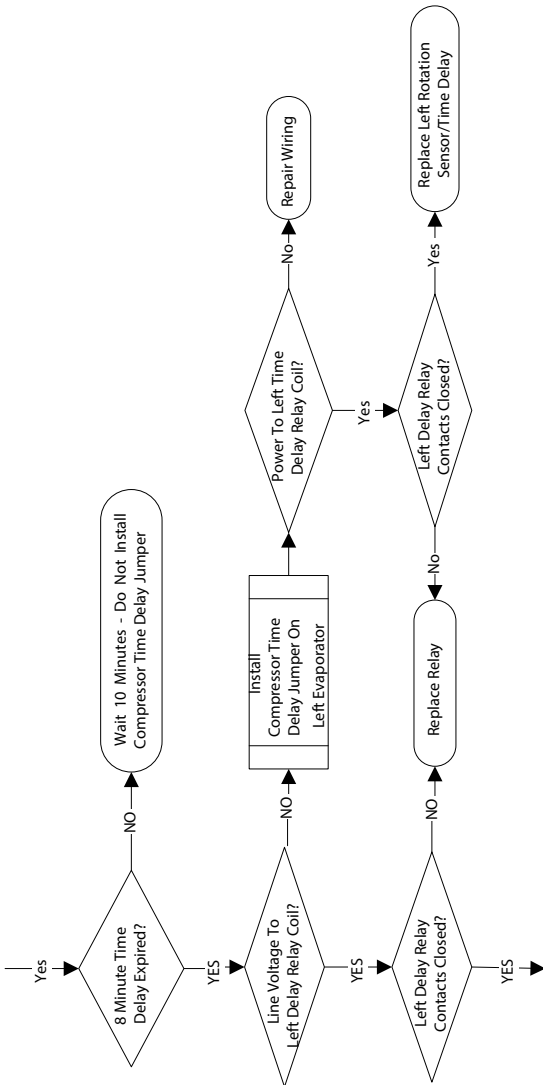 Yes
8 Minute Time
Delay Expired?
NO
Wait 10 Minutes - Do Not Install
Compressor Time Delay Jumper
YES
Line Voltage To
Left Delay Relay Coil?
NO
Install
Compressor Time
Delay Jumper On
Left Evaporator
Power To Left Time
Delay Relay Coil?
No
Repair Wiring
YES
Yes
Left Delay Relay
Contacts Closed?
NO
Replace Relay
No
Left Delay Relay
Contacts Closed?
Yes
Replace Left Rotation
Sensor/Time Delay
YES